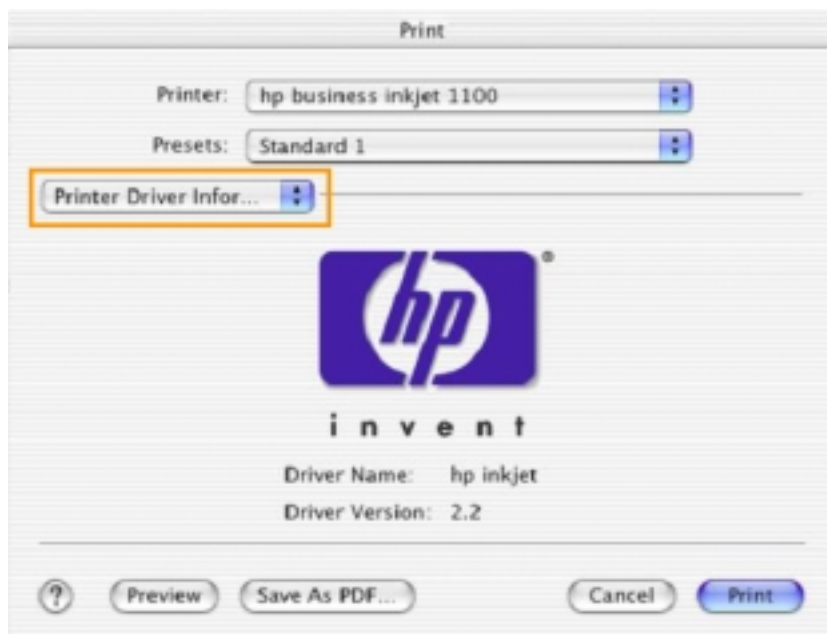 Print
Printer: hp business inkjet 1100
Presets: Standard 1
Printer Driver Infor...
hp ®
invent
Driver Name: hp inkjet
Driver Version: 2.2
? Preview Save As PDF... Cancel Print